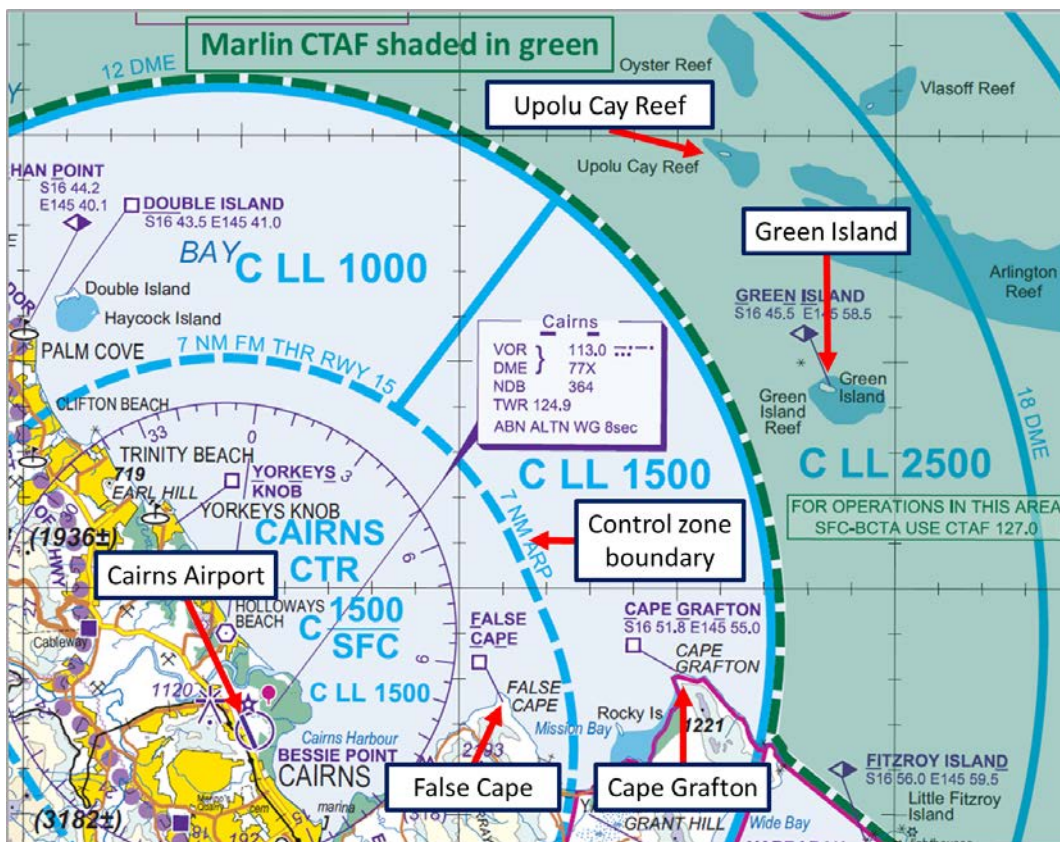 Marlin CTAF shaded in green
12 DME
Oyster Reef
Vlasoff Reef
Upolu Cay Reef
Upolu Cay Reef
HAN POINT
S16 44.2
E145 40.1
DOUBLE ISLAND
S16 43.5 E145 41.0
BAY
C LL 1000
Green Island
Arlington
Reef
Double Island
Haycock Island
GREEN ISLAND
S16 45.5 E145 58.5
Cairns
VOR 113.0
DME 77X
NDB 364
TWR 124.9
ABN ALTN WG 8sec
PALM COVE
7 NM FM THR RWY 15
Green
Island
Green
Island
Reef
18 DME
CLIFTON BEACH
33
0
3
TRINITY BEACH
719
EARL HILL
YORKEYS
KNOB
YORKEYS KNOB
C LL 1500
C LL 2500
FOR OPERATIONS IN THIS AREA
SFC-BCTA USE CTAF 127.0
(1936±)
CAIRNS
CTR
6
7 NM ARP
Control zone
boundary
Cairns Airport
HOLLOWAYS
BEACH
C 1500
SFC
C LL 1500
Cableway
FALSE
CAPE
CAPE GRAFTON
S16 51.8 E145 55.0
CAPE
GRAFTON
9
1120
FALSE
CAPE
Mission Bay
Rocky Is
1221
Cairns Harbour
BESSIE POINT
CAIRNS
2293
False Cape
Cape Grafton
FITZROY ISLAND
S16 56.0 E145 59.5
Little Fitzroy
Island
marina
GRANT HILL
Wide Bay
(3182±)